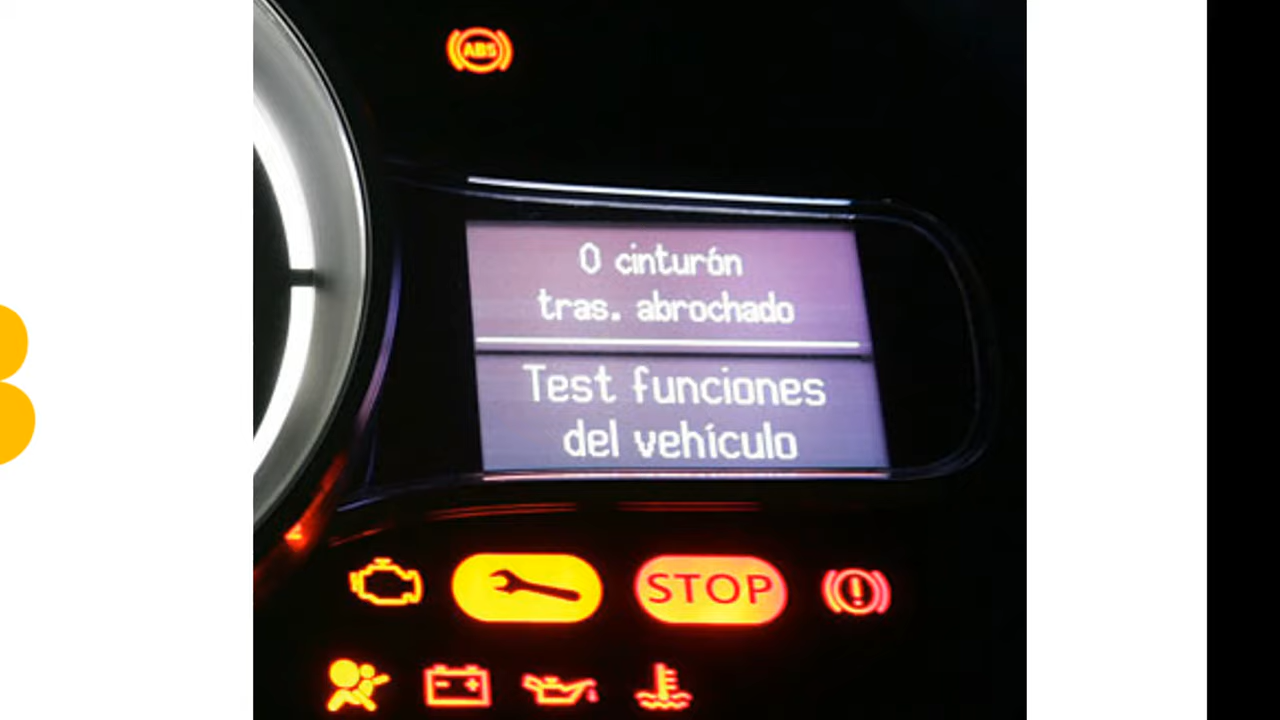 ABS
0 cinturón
tras. abrochado
Test funciones
del vehículo
STOP